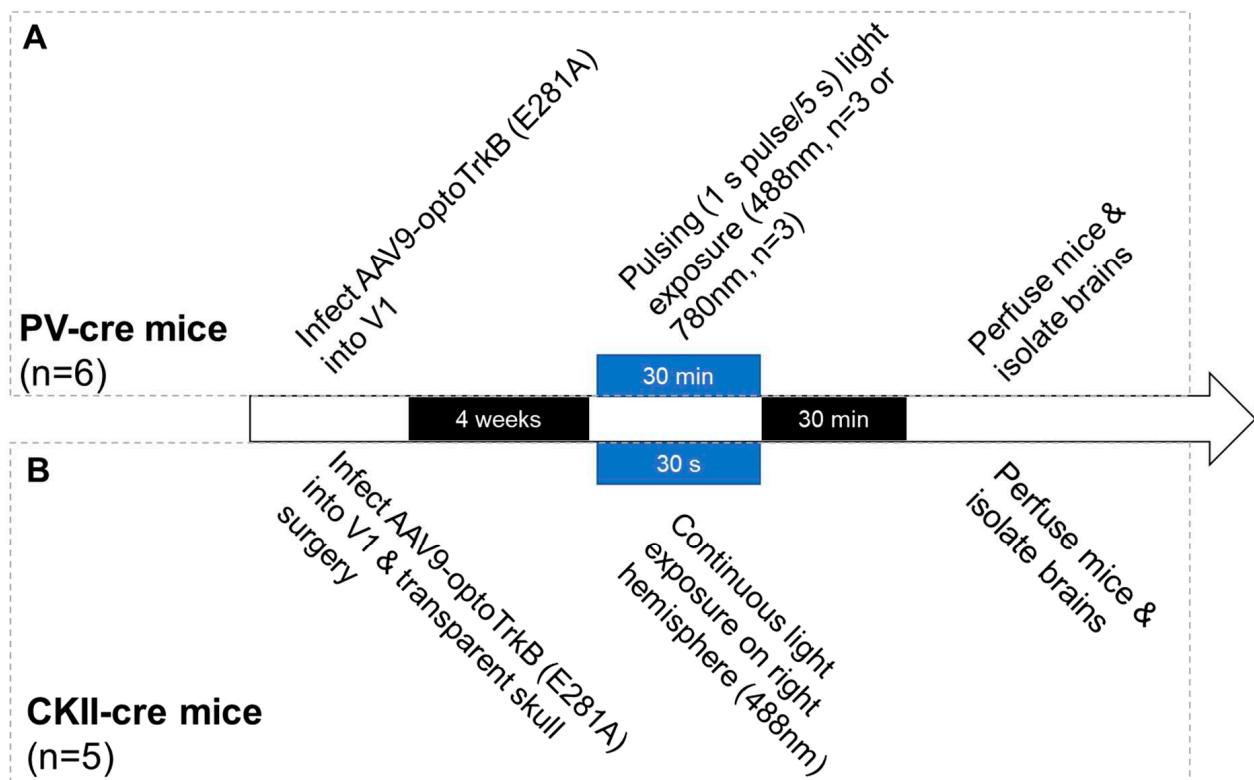 A
Infect AAV9-optoTrkB (E281A)
into V1
Pulsing (1 s pulse/5 s) light
exposure (488nm, n=3 or
780nm, n=3)
Perfuse mice &
isolate brains
PV-cre mice
(n=6)
30 min
4 weeks
30 min
30 s
B
Infect AAV9-optoTrkB (E281A)
into V1 & transparent skull
surgery
Continuous light
exposure on right
hemisphere (488nm)
Perfuse mice &
isolate brains
CKII-cre mice
(n=5)